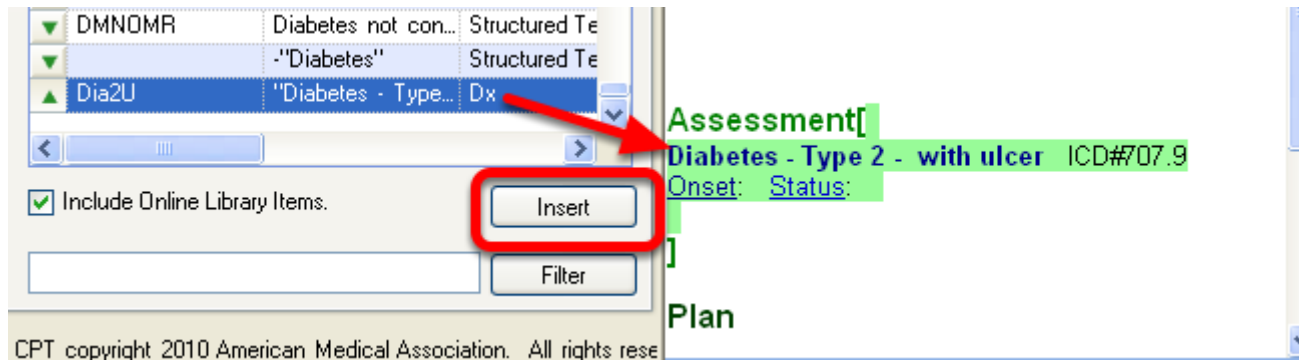 DMNOMR Diabetes not con... Structured Te
-"Diabetes" Structured Te
Dia2U "Diabetes - Type... Dx
Include Online Library Items.
Insert
Filter
CPT copyright 2010 American Medical Association. All rights rese
Assessment[
Diabetes - Type 2 - with ulcer ICD#707.9
Onset: Status:
]
Plan